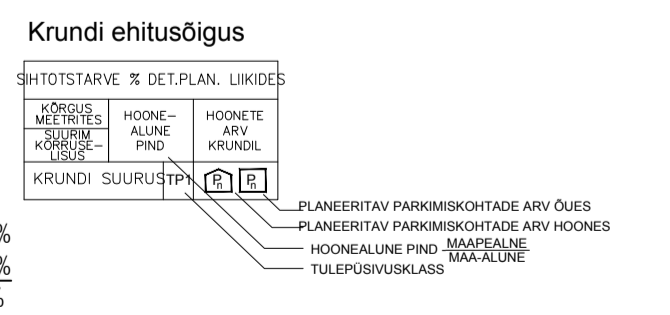 Krundi ehitusõigus
SIHTOTSTARVE % DET.PLAN. LIIKIDES
KÕRGUS
MEETRITES
SUURIM
KÕRRUSE-
LISUS
HOONE-
ALUNE
PIND
HOONETE
ARV
KRUNDIL
KRUNDI SUURUS TP1 Pn Pn
PLANEERITAV PARKIMISKOHTADE ARV ÕUES
PLANEERITAV PARKIMISKOHTADE ARV HOONES
HOONEALUNE PIND MAAPEALNE
MAA-ALUNE
TULEPÜSIVUSKLASS
%
%